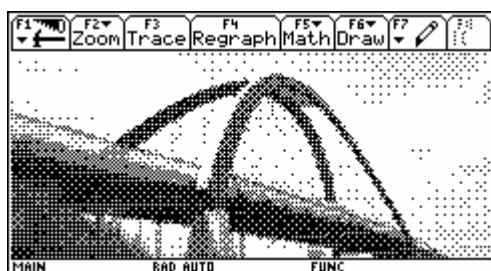 F1 F2 F3 F4 F5 F6 F7
Zoom Trace Regraph Math Draw
MAIN RAD AUTO FUNC